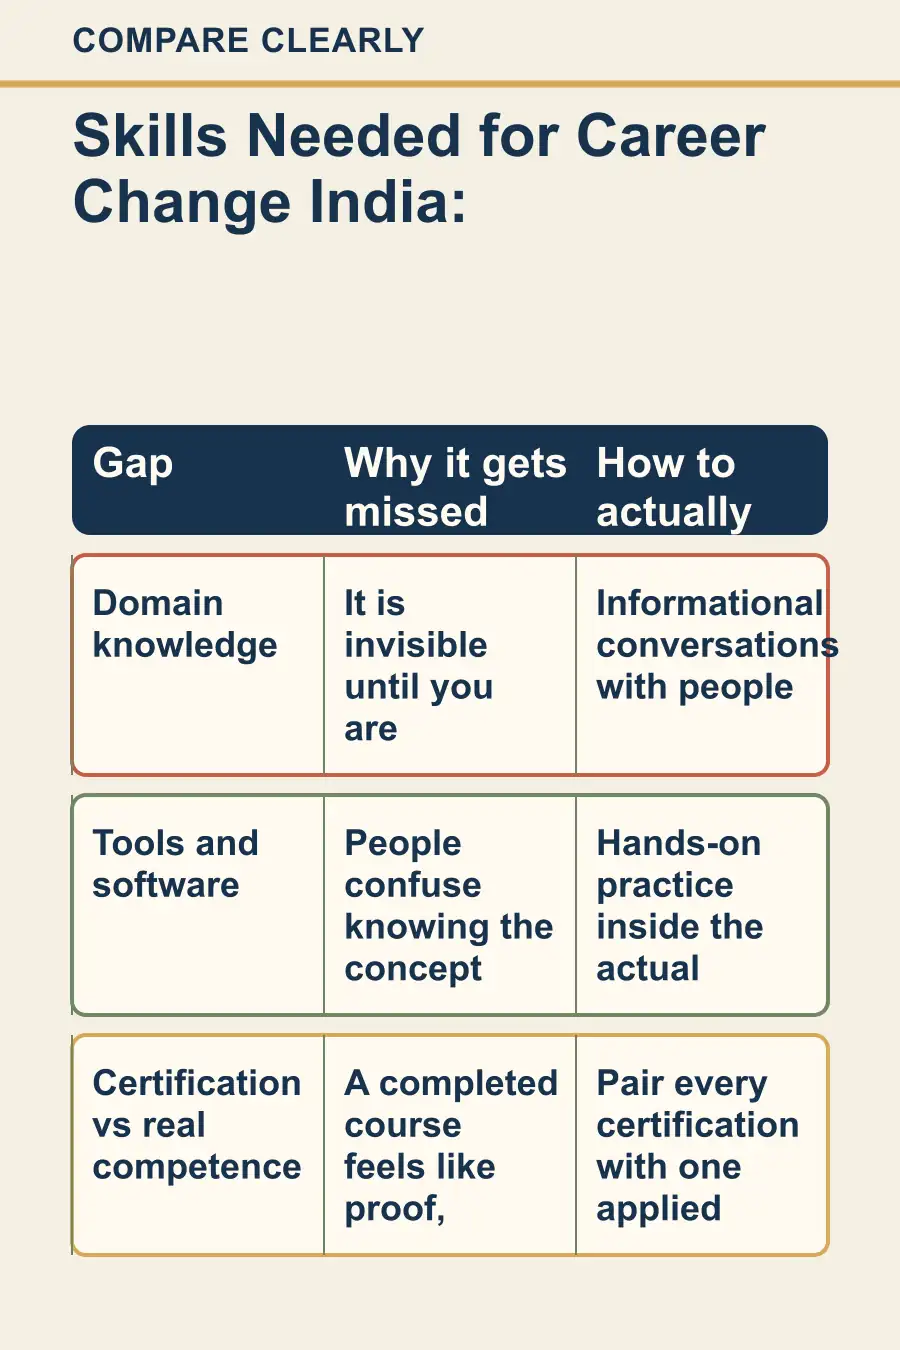 COMPARE CLEARLY
Skills Needed for Career
Change India:
Gap
Why it gets
missed
How to
actually
Domain
knowledge
It is
invisible
until you
are
Informational
conversations
with people
Tools and
software
People
confuse
knowing the
concept
Hands-on
practice
inside the
actual
Certification
vs real
competence
A completed
course
feels like
proof,
Pair every
certification
with one
applied